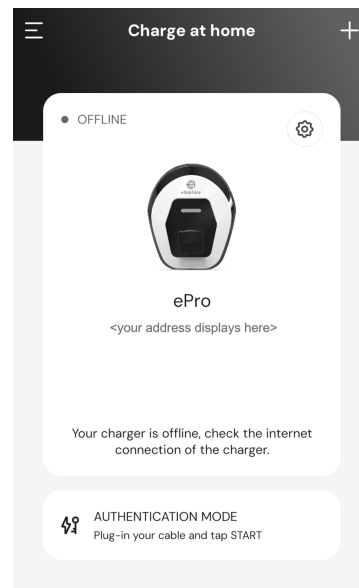 Charge at home
OFFLINE
ePro
<your address displays here>
Your charger is offline, check the internet
connection of the charger.
AUTHENTICATION MODE
Plug-in your cable and tap START